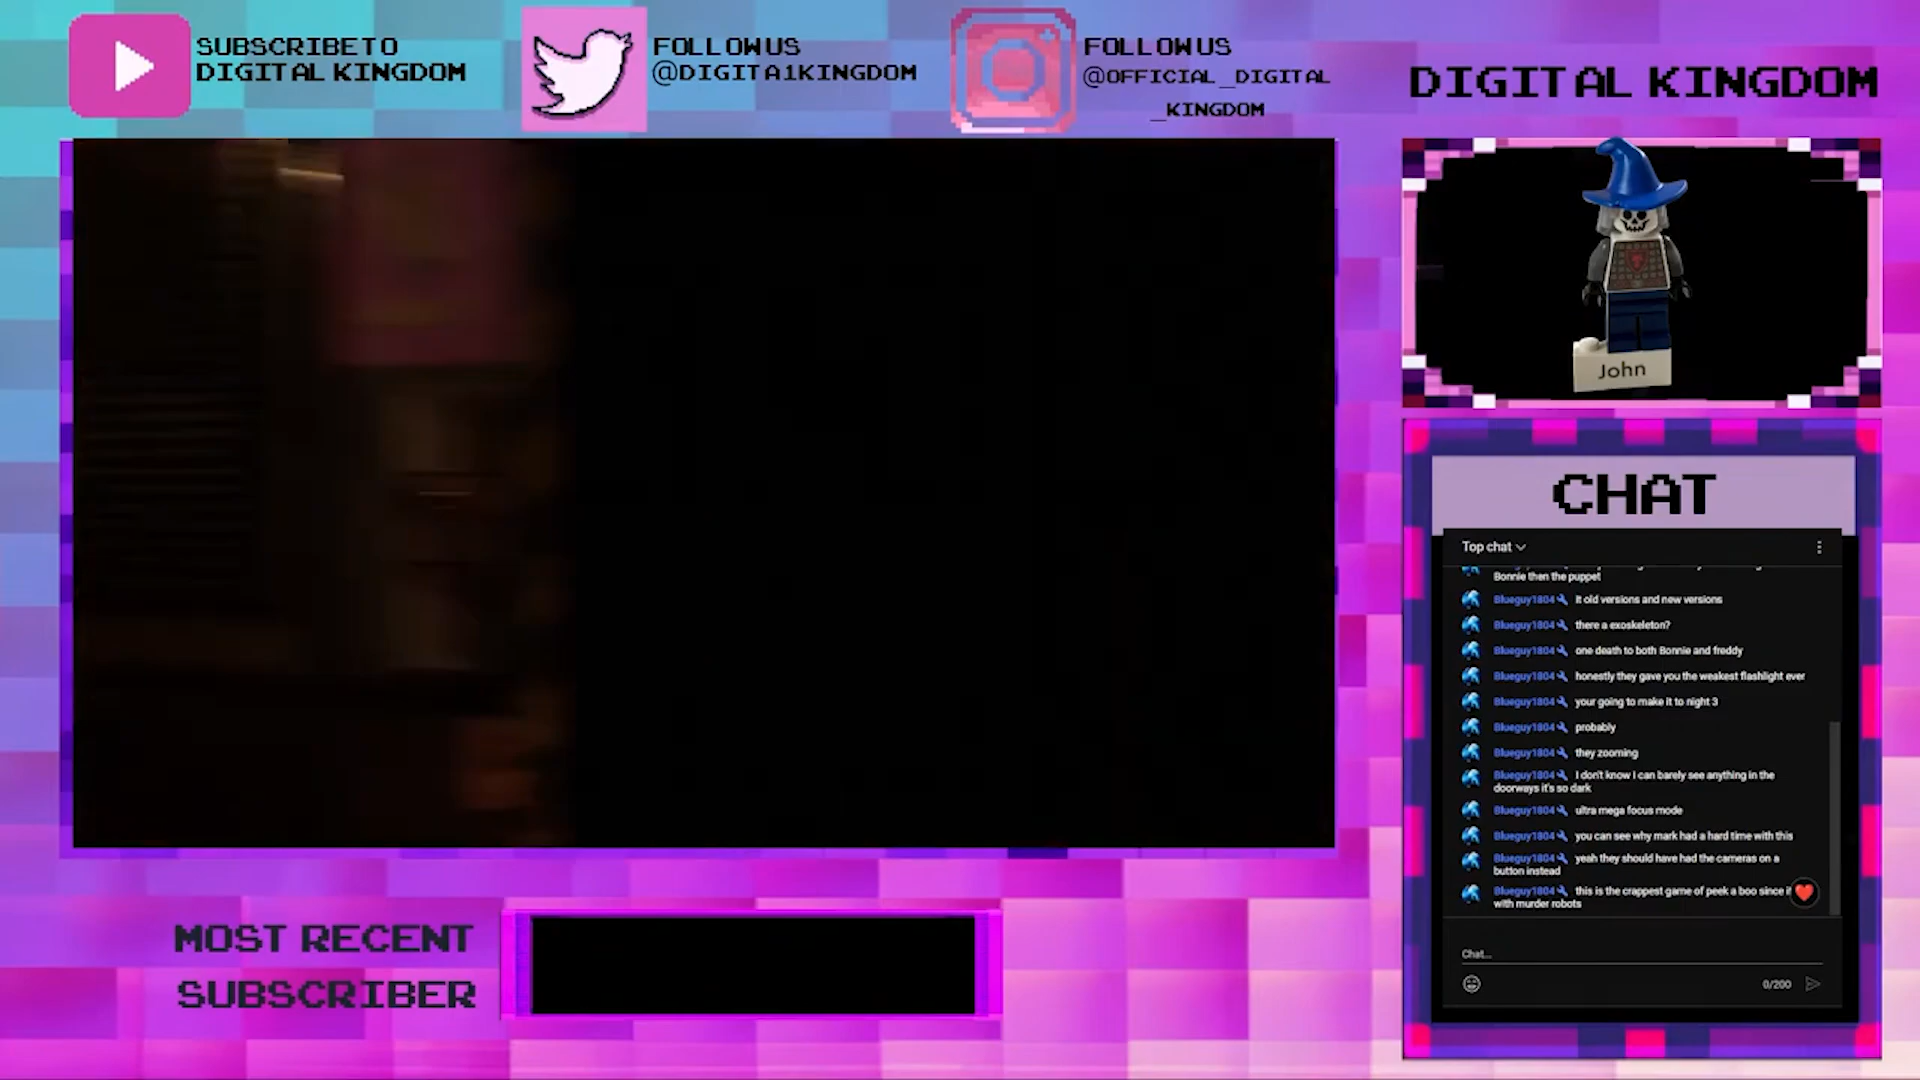 SUBSCRIBE TO
DIGITAL KINGDOM
FOLLOW US
@DIGITA1KINGDOM
FOLLOW US
@OFFICIAL_DIGITAL
_KINGDOM
DIGITAL KINGDOM
John
CHAT
Top chat
Bonnie then the puppet
Blueguy1804 It old versions and new versions
Blueguy1804 there a exoskeleton?
Blueguy1804 one death to both Bonnie and freddy
Blueguy1804 honestly they gave you the weakest flashlight ever
Blueguy1804 your going to make it to night 3
Blueguy1804 probably
Blueguy1804 they zooming
Blueguy1804 I don't know I can barely see anything in the
doorways it's so dark
Blueguy1804 ultra mega focus mode
Blueguy1804 you can see why mark had a hard time with this
Blueguy1804 yeah they should have had the cameras on a
button instead
Blueguy1804 this is the crappest game of peek a boo since
with murder robots
Chat...
0/200
MOST RECENT
SUBSCRIBER